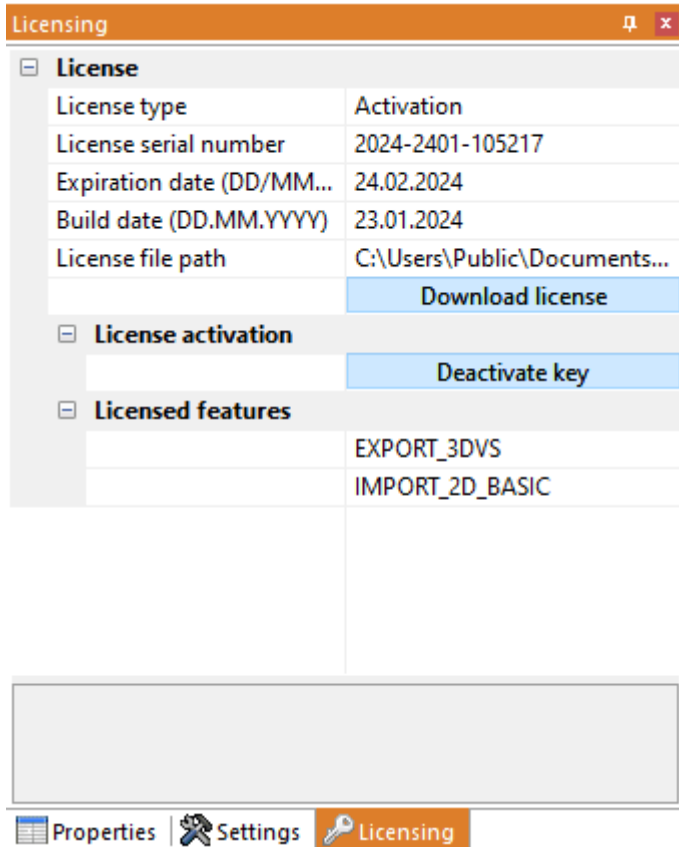 Licensing
License
License type Activation
License serial number 2024-2401-105217
Expiration date (DD/MM... 24.02.2024
Build date (DD.MM.YYYY) 23.01.2024
License file path C:\Users\Public\Documents...
Download license
License activation
Deactivate key
Licensed features
EXPORT_3DVS
IMPORT_2D_BASIC
Properties Settings Licensing